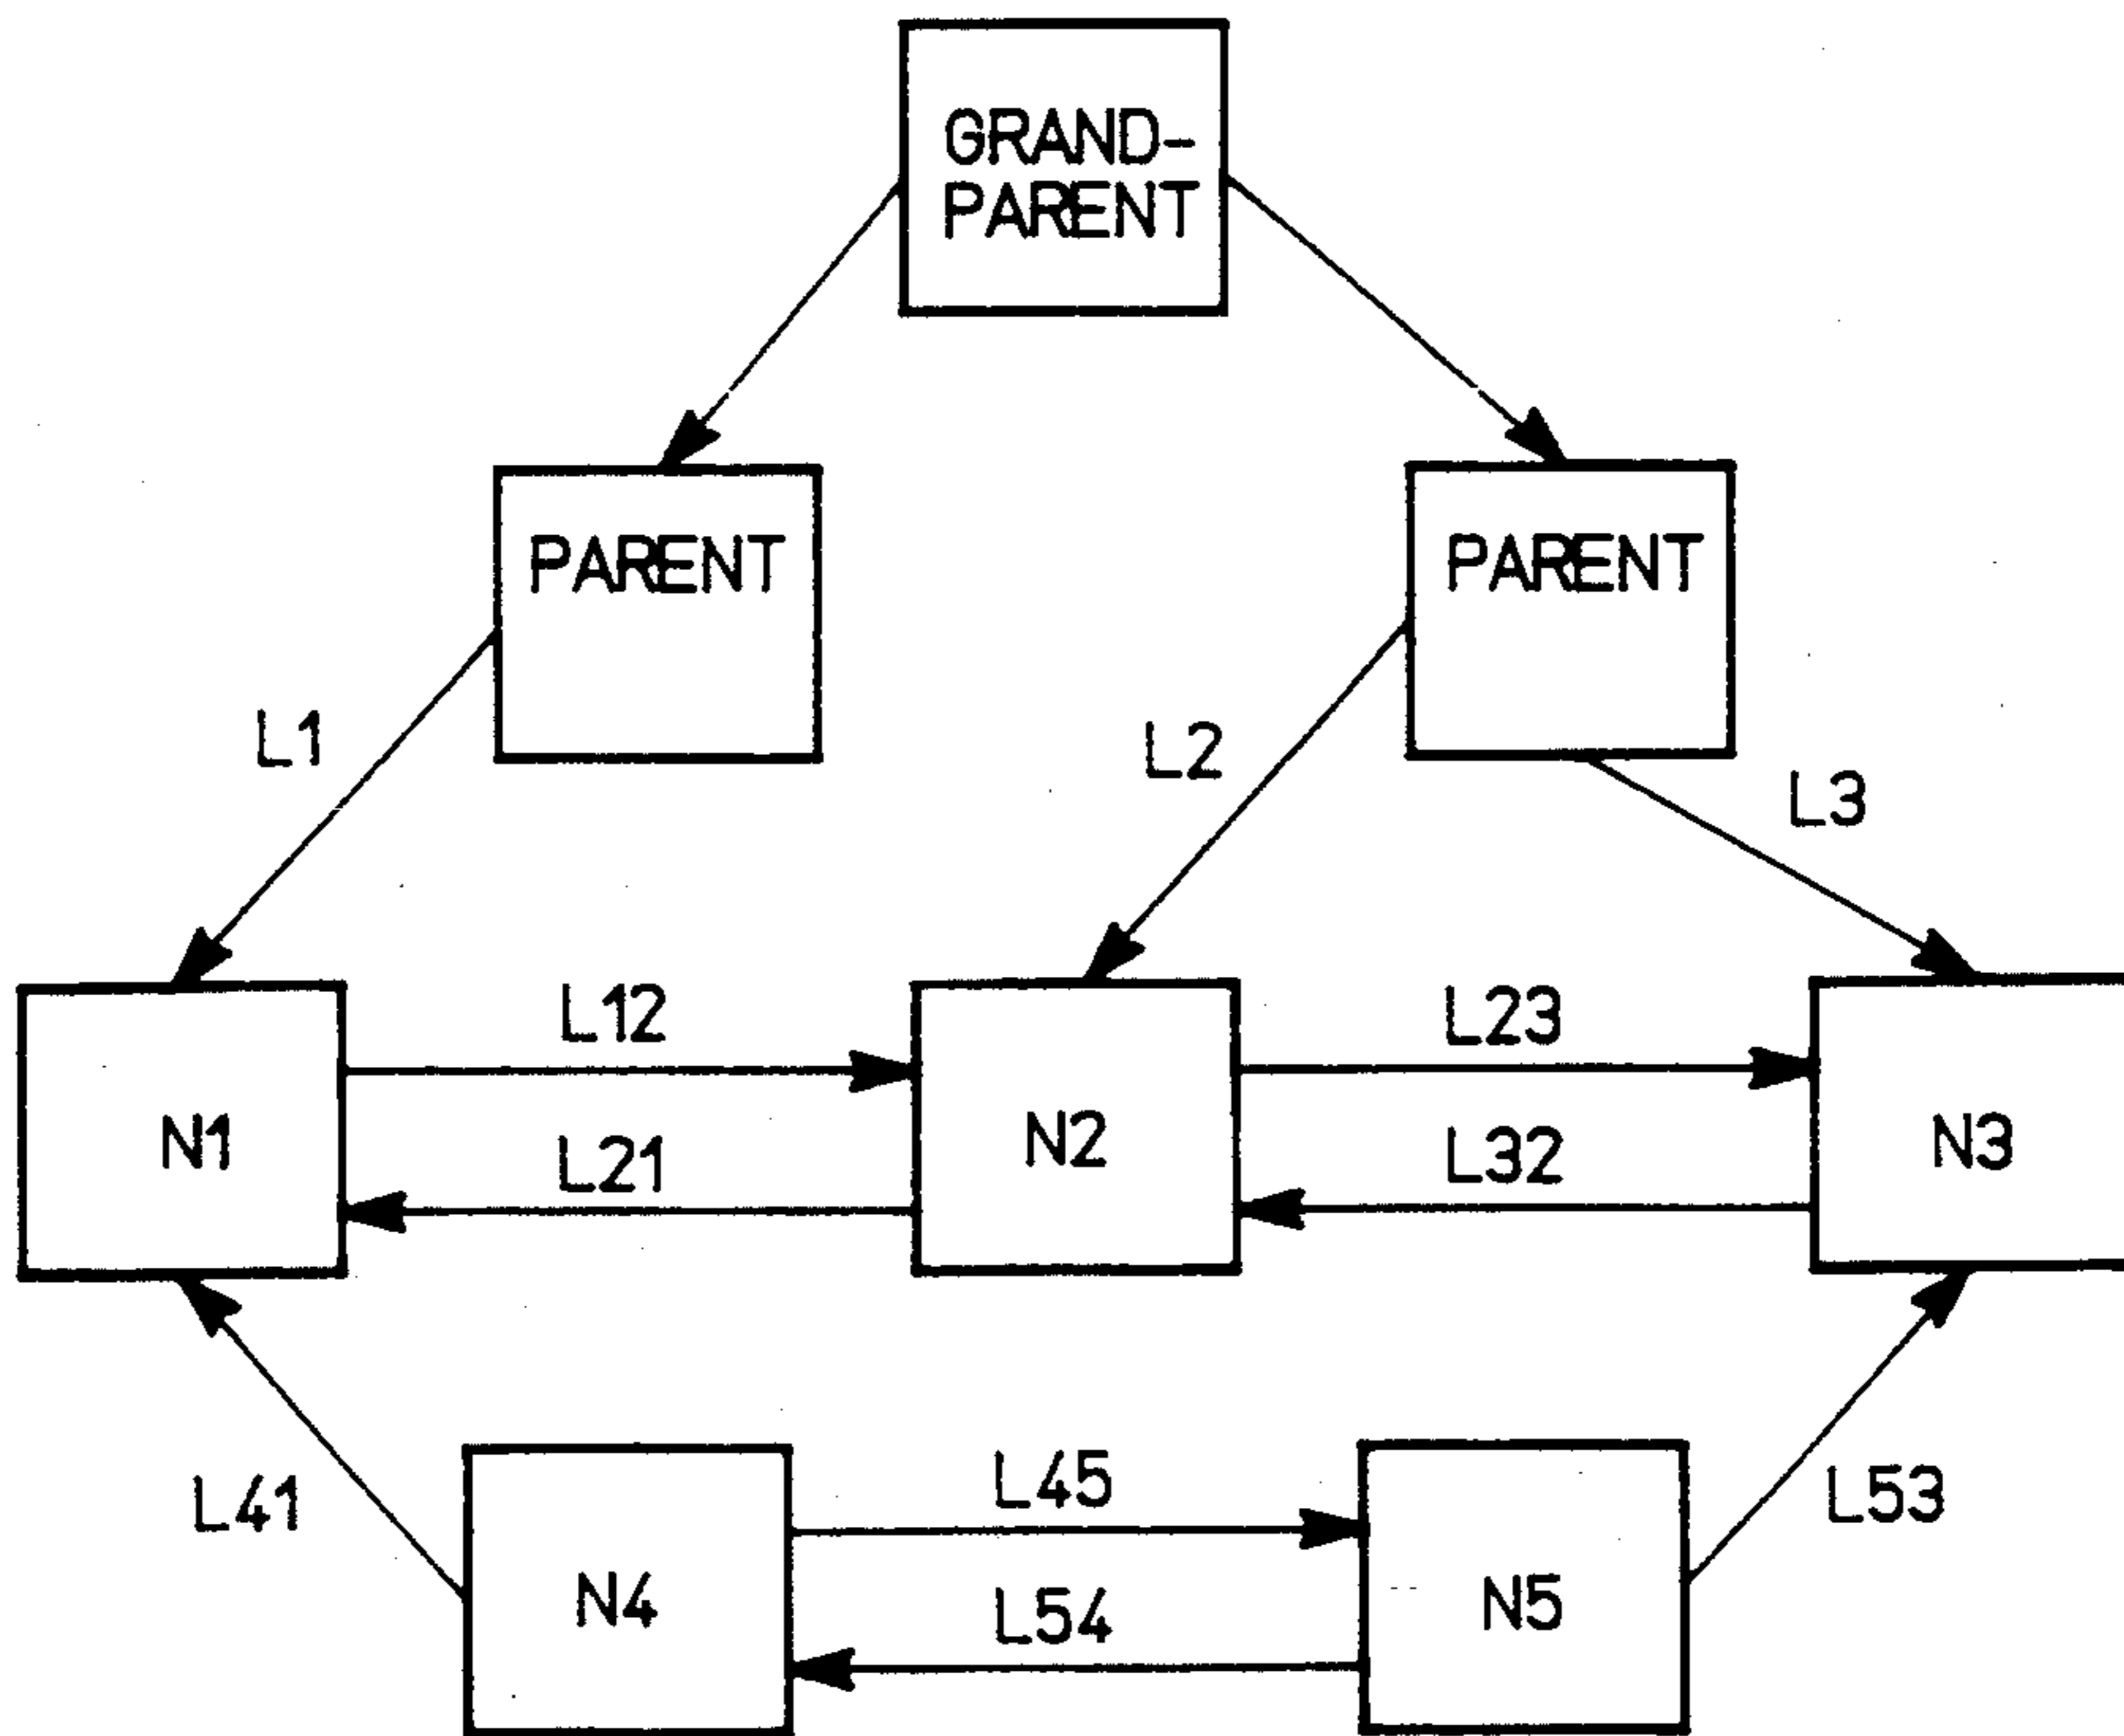 GRAND-
PARENT
PARENT
PARENT
L1
L2
L3
L12
L23
N1
N2
N3
L21
L32
L41
L45
L53
N4
N5
L54